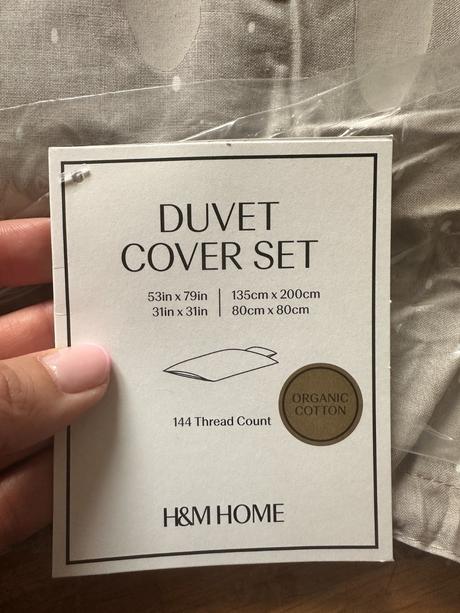 DUVET
COVER SET
53in x 79in | 135cm x 200cm
31in x 31in | 80cm x 80cm
144 Thread Count
ORGANIC
COTTON
H&M HOME